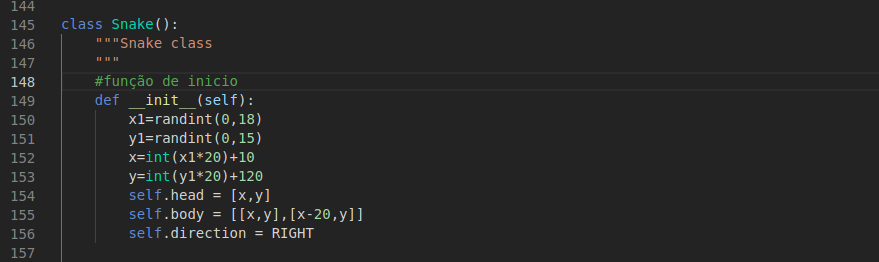 144
145 class Snake():
146     """Snake class
147     """
148     #função de inicio
149     def __init__(self):
150         x1=randint(0,18)
151         y1=randint(0,15)
152         x=int(x1*20)+10
153         y=int(y1*20)+120
154         self.head = [x,y]
155         self.body = [[x,y],[x-20,y]]
156         self.direction = RIGHT
157